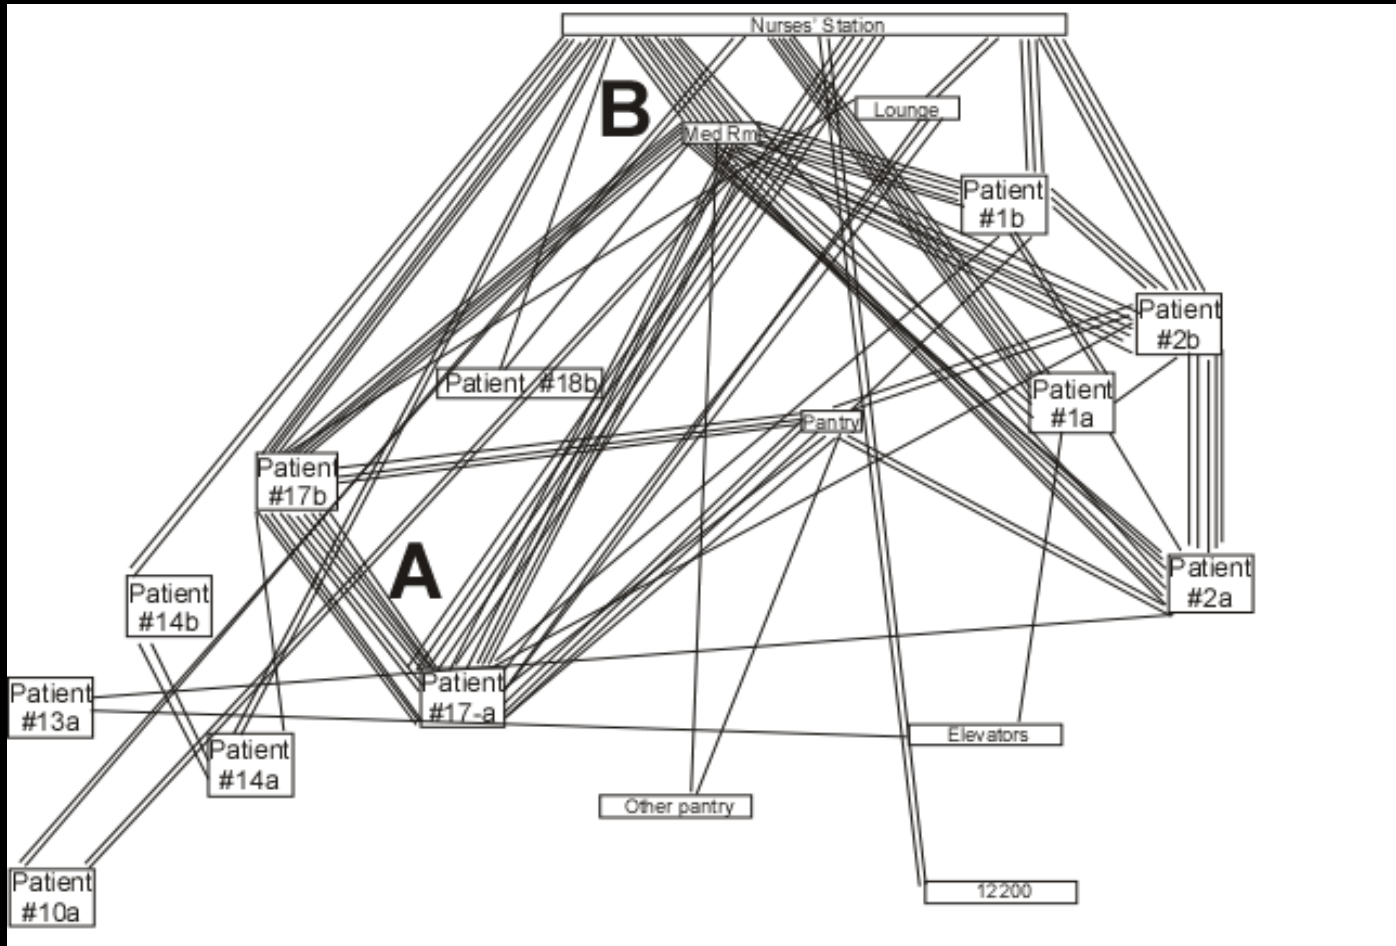 Nurses' Station
B
Lounge
Med Rm
Patient
#1b
Patient
#2b
Patient #18b
Patient
#1a
Pantry
Patient
#17b
A
Patient
#2a
Patient
#14b
Patient
#17-a
Patient
#13a
Elevators
Patient
#14a
Other pantry
12200
Patient
#10a